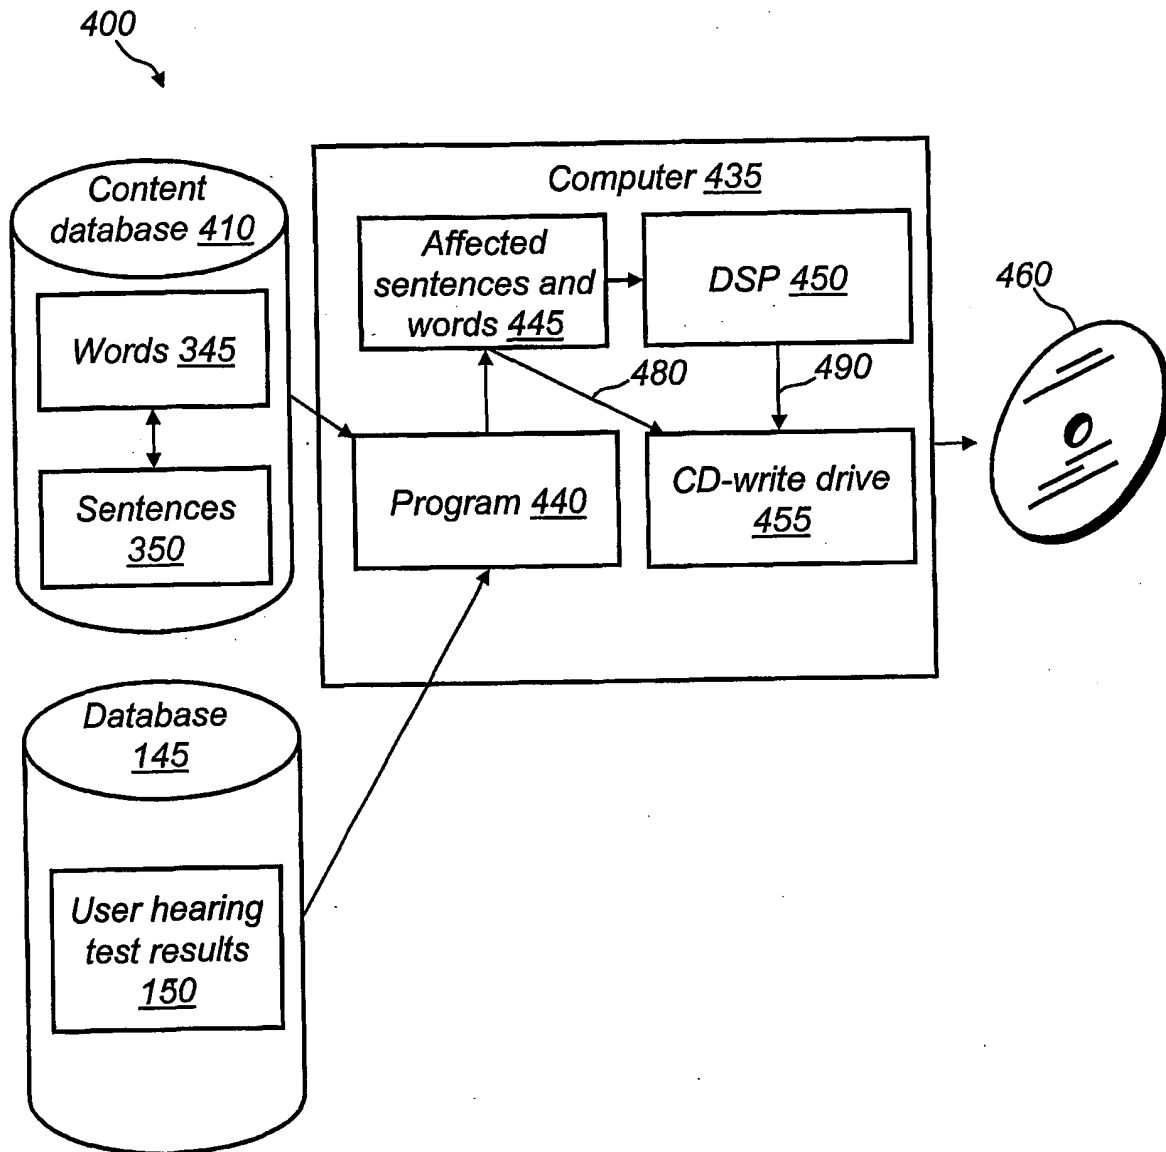 400
Content
database 410
Words 345
Sentences
350
Computer 435
Affected
sentences and
words 445
DSP 450
480
490
Program 440
CD-write drive
455
460
Database
145
User hearing
test results
150